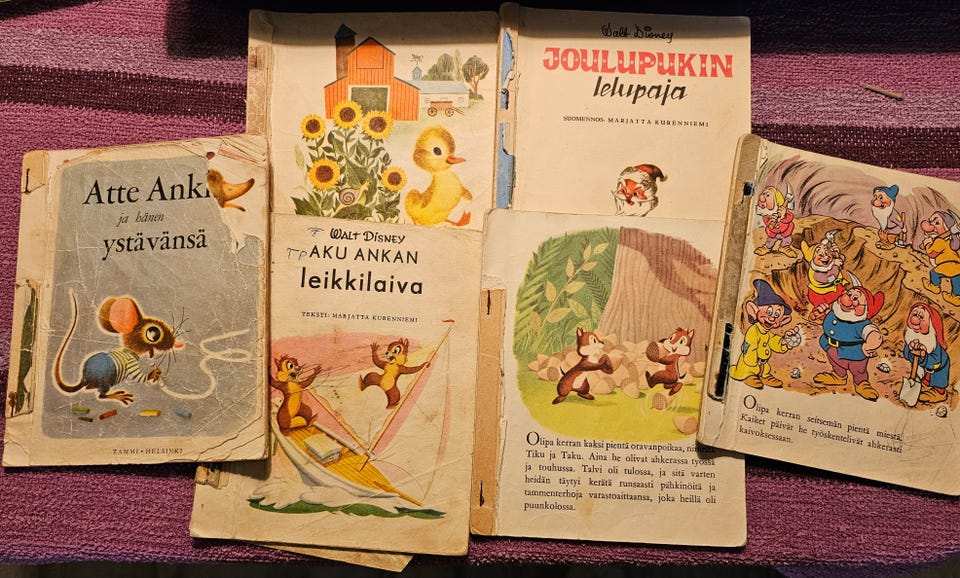 Walt Disney
JOULUPUKIN
lelupaja
SUOMENNOS: MARJATTA KURENNIEMI
Atte Anki
ja hänen
ystävänsä
TAMMI • HELSINKI
WALT DISNEY
AKU ANKAN
leikkilaiva
TEKSTI: MARJATTA KURENNIEMI
Olipa kerran kaksi pientä oravanpoikaa,
Tiku ja Taku. Aina he olivat ahkerassa työssä
ja touhussa. Talvi oli tulossa, ja sitä varten
heidän täytyi kerätä runsaasti pähkinöitä ja
tammenterhoja varastoittaansa, joka heillä oli
puunkolossa.
Olipa kerran seitsemän pientä miestä.
Kaiket päivät he työskentelivät ahkerasti
kaivoksessaan.